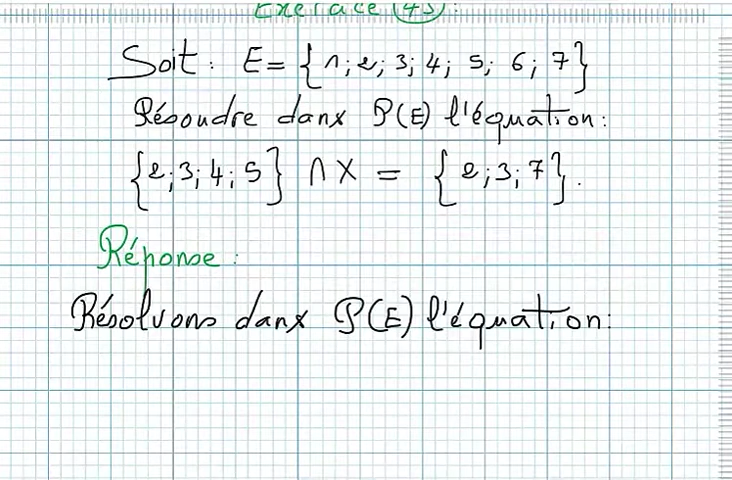 Exercice (45):
Soit: E = {1; 2; 3; 4; 5; 6; 7}
Résoudre dans P(E) l'équation:
{2; 3; 4; 5} ∩ X = {2; 3; 7}.
Réponse:
Résolvons dans P(E) l'équation: